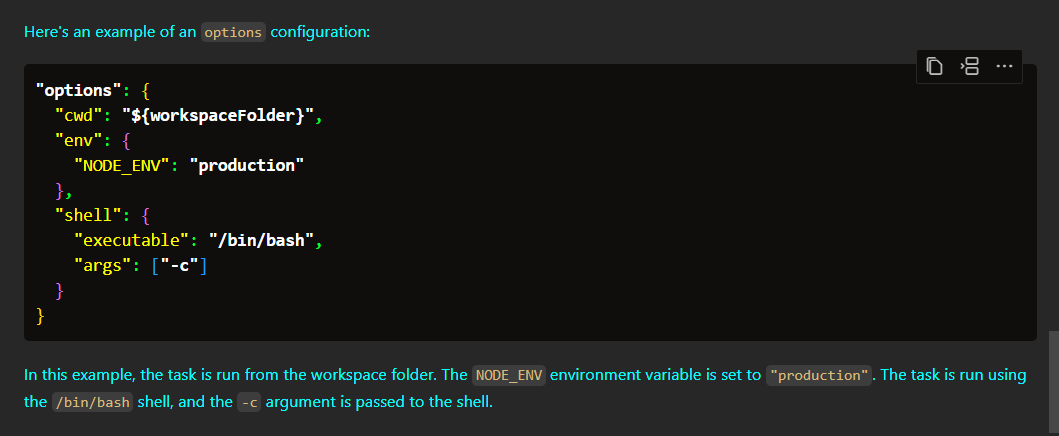 Here's an example of an options configuration:
"options": {
  "cwd": "${workspaceFolder}",
  "env": {
    "NODE_ENV": "production"
  },
  "shell": {
    "executable": "/bin/bash",
    "args": ["-c"]
  }
}
In this example, the task is run from the workspace folder. The NODE_ENV environment variable is set to "production". The task is run using
the /bin/bash shell, and the -c argument is passed to the shell.